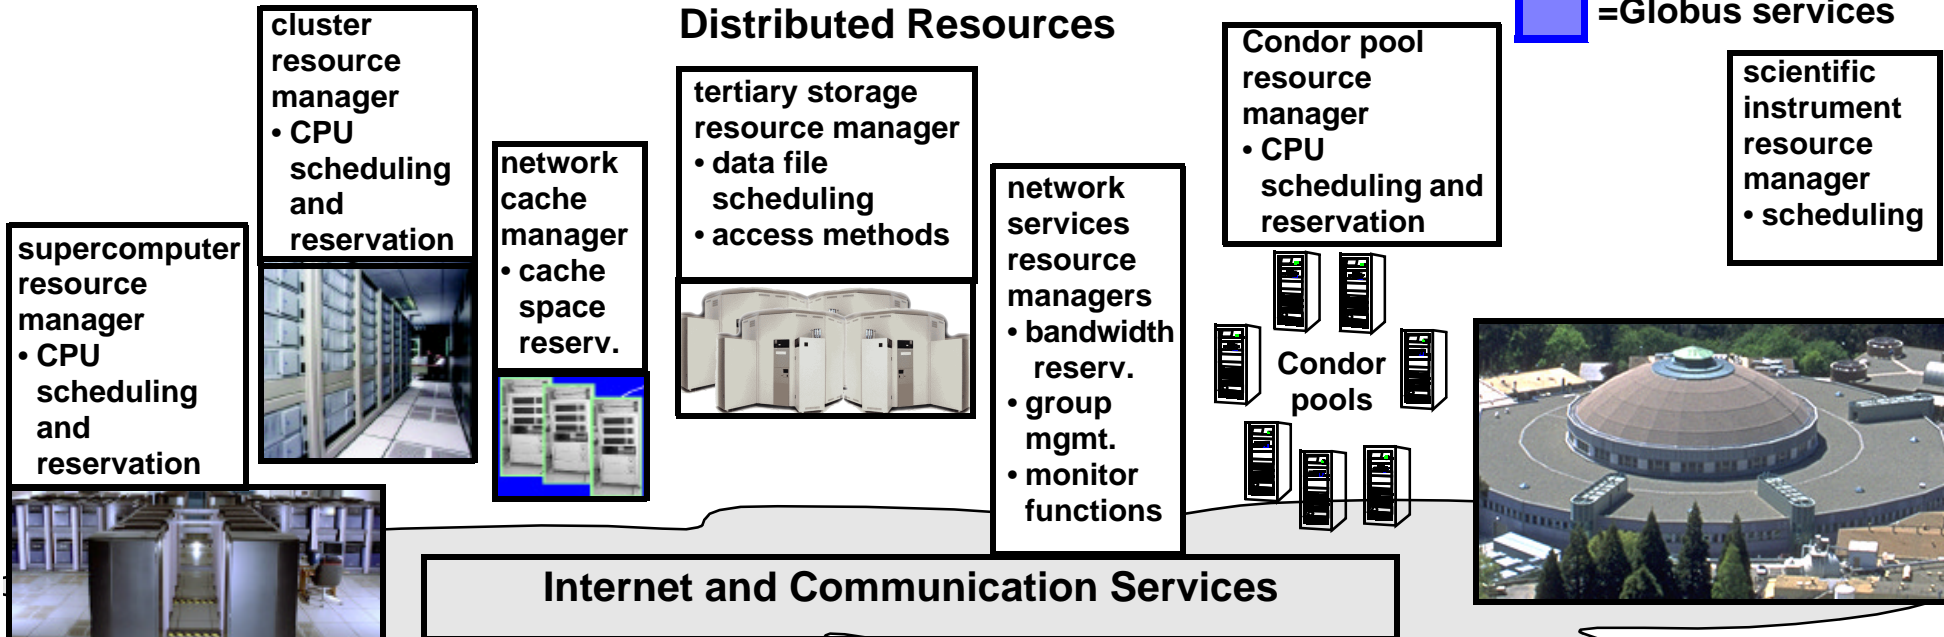 Distributed Resources
=Globus services
cluster
resource
manager
• CPU
scheduling
and
reservation
supercomputer
resource
manager
• CPU
scheduling
and
reservation
network
cache
manager
• cache
space
reserv.
tertiary storage
resource manager
• data file
scheduling
• access methods
network
services
resource
managers
• bandwidth
reserv.
• group
mgmt.
• monitor
functions
Condor pool
resource
manager
• CPU
scheduling and
reservation
Condor
pools
scientific
instrument
resource
manager
• scheduling
Internet and Communication Services